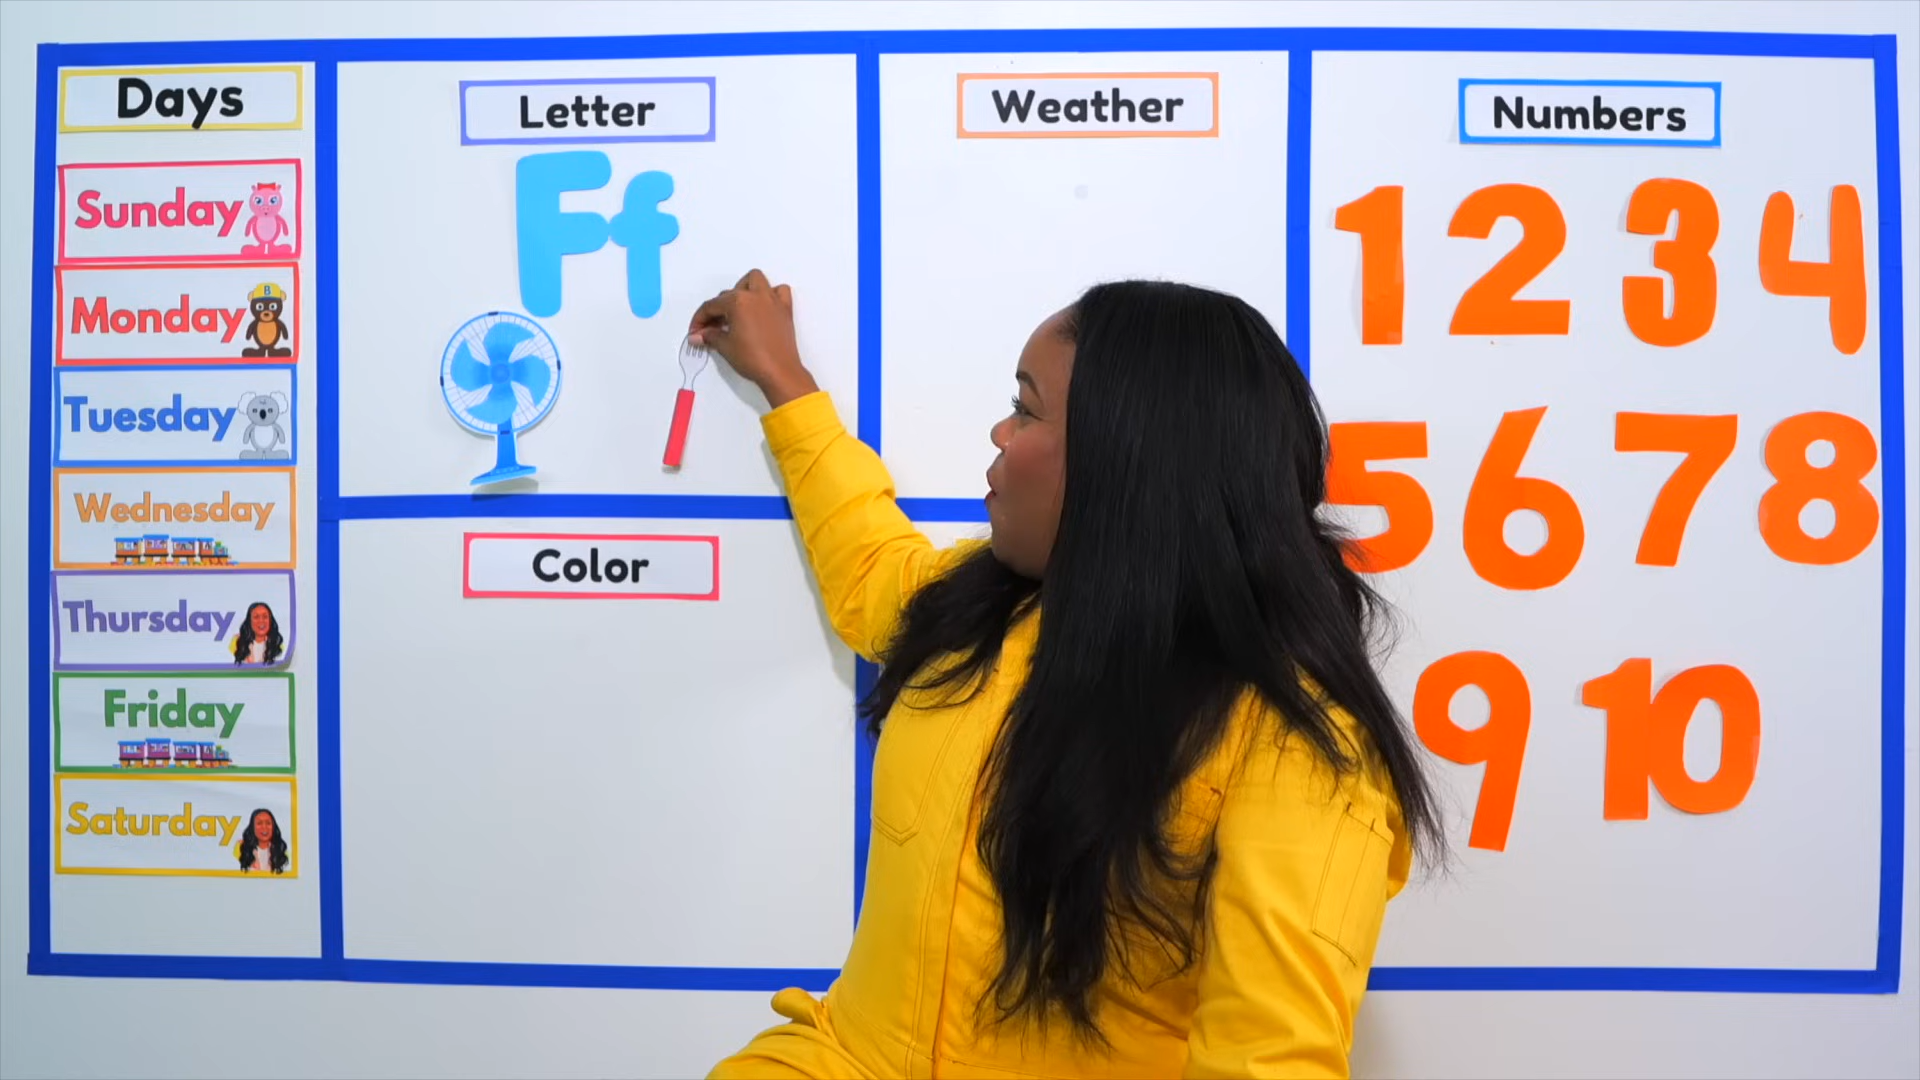 Days
Sunday
Monday
B
Tuesday
Wednesday
Thursday
Friday
Saturday
Letter
Ff
Color
Weather
Numbers
1 2 3 4
5 6 7 8
9 10